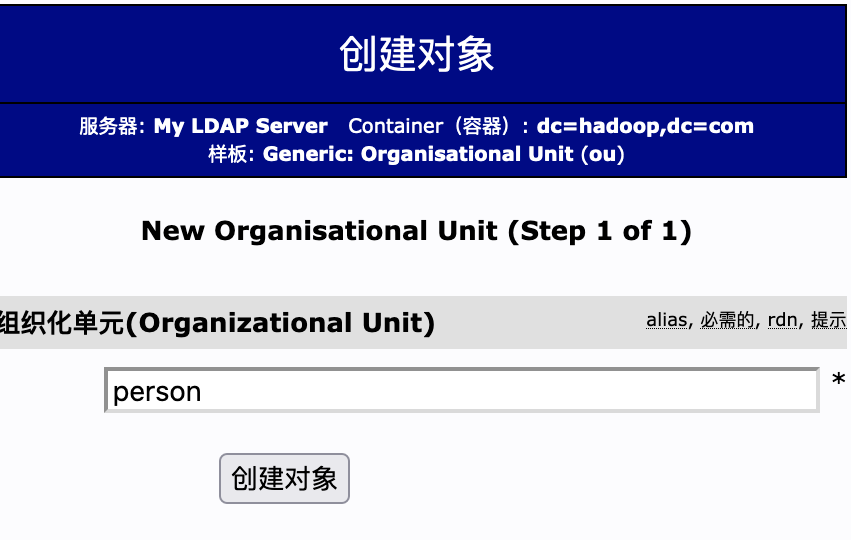 创建对象
服务器: My LDAP Server Container（容器）: dc=hadoop,dc=com
样板: Generic: Organisational Unit (ou)
New Organisational Unit (Step 1 of 1)
组织化单元(Organizational Unit) alias, 必需的, rdn, 提示
person *
创建对象